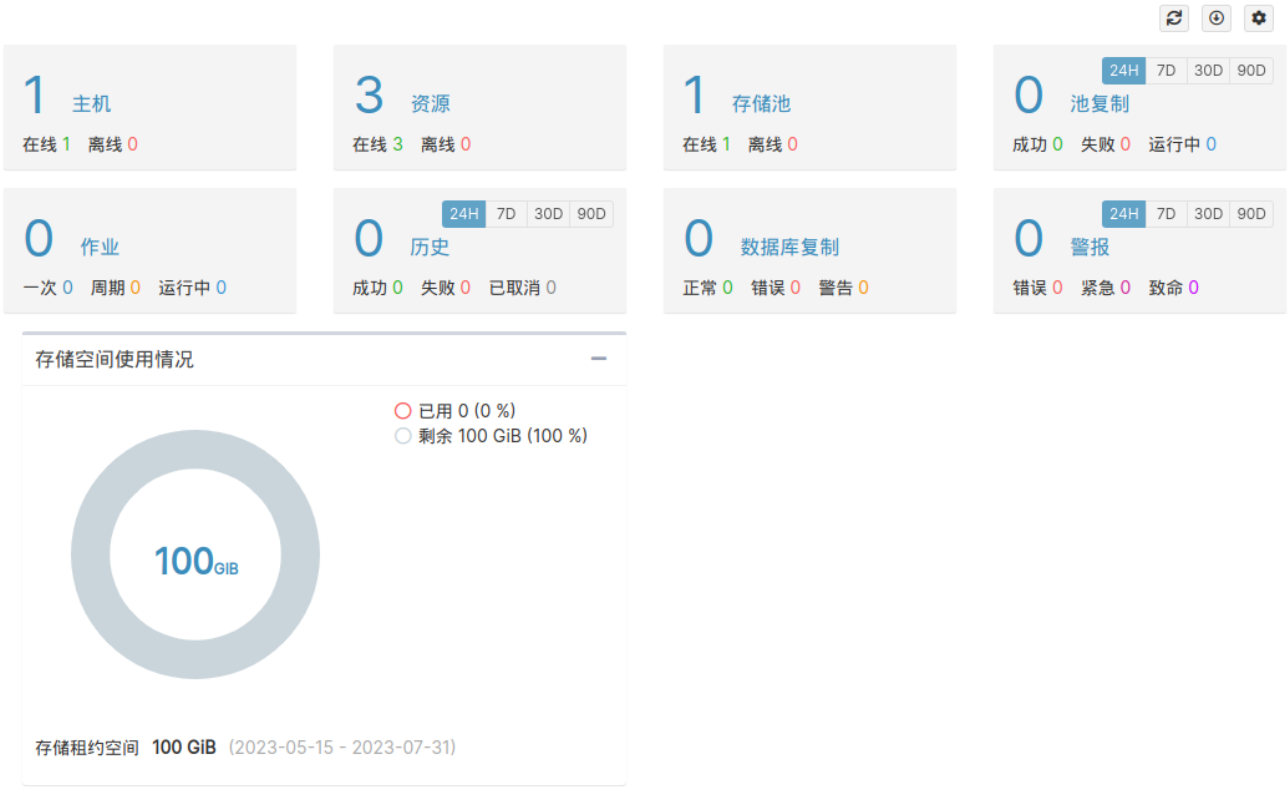 1 主机
在线 1 离线 0
3 资源
在线 3 离线 0
1 存储池
在线 1 离线 0
24H 7D 30D 90D
0 池复制
成功 0 失败 0 运行中 0
0 作业
一次 0 周期 0 运行中 0
24H 7D 30D 90D
0 历史
成功 0 失败 0 已取消 0
0 数据库复制
正常 0 错误 0 警告 0
24H 7D 30D 90D
0 警报
错误 0 紧急 0 致命 0
存储空间使用情况
已用 0 (0 %)
剩余 100 GiB (100 %)
100GIB
存储租约空间 100 GiB (2023-05-15 - 2023-07-31)